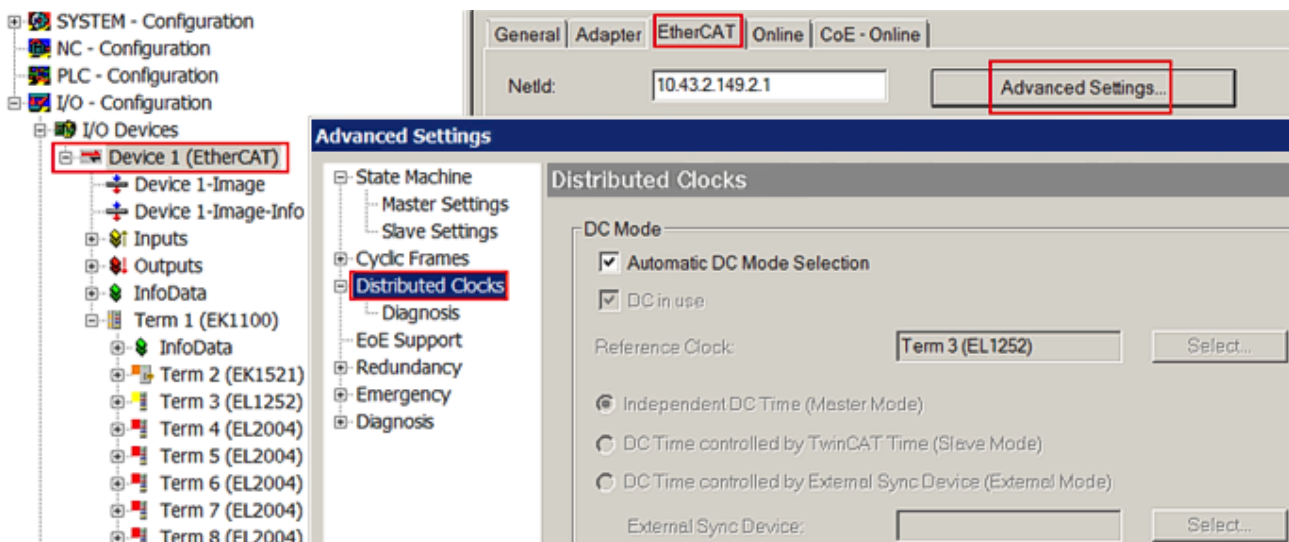 SYSTEM - Configuration
NC - Configuration
PLC - Configuration
I/O - Configuration
I/O Devices
Device 1 (EtherCAT)
Device 1-Image
Device 1-Image-Info
Inputs
Outputs
InfoData
Term 1 (EK1100)
InfoData
Term 2 (EK1521)
Term 3 (EL1252)
Term 4 (EL2004)
Term 5 (EL2004)
Term 6 (EL2004)
Term 7 (EL2004)
Term 8 (EL2004)
General Adapter EtherCAT Online CoE - Online
NetId: 10.43.2.149.2.1 Advanced Settings...
Advanced Settings
State Machine
Master Settings
Slave Settings
Cyclic Frames
Distributed Clocks
Diagnosis
EoE Support
Redundancy
Emergency
Diagnosis
Distributed Clocks
DC Mode
Automatic DC Mode Selection
DC in use
Reference Clock: Term 3 (EL1252) Select...
Independent DC Time (Master Mode)
DC Time controlled by TwinCAT Time (Slave Mode)
DC Time controlled by External Sync Device (External Mode)
External Sync Device: Select...